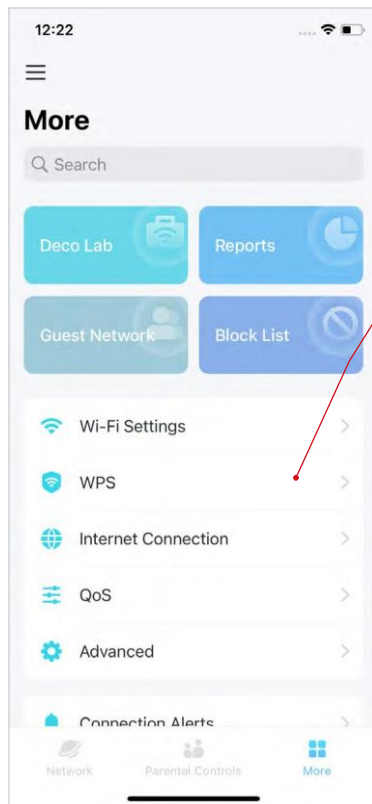 12:22
More
Search
Deco Lab
Reports
Guest Network
Block List
Wi-Fi Settings
WPS
Internet Connection
QoS
Advanced
Connection Alerts
Network
Parental Controls
More